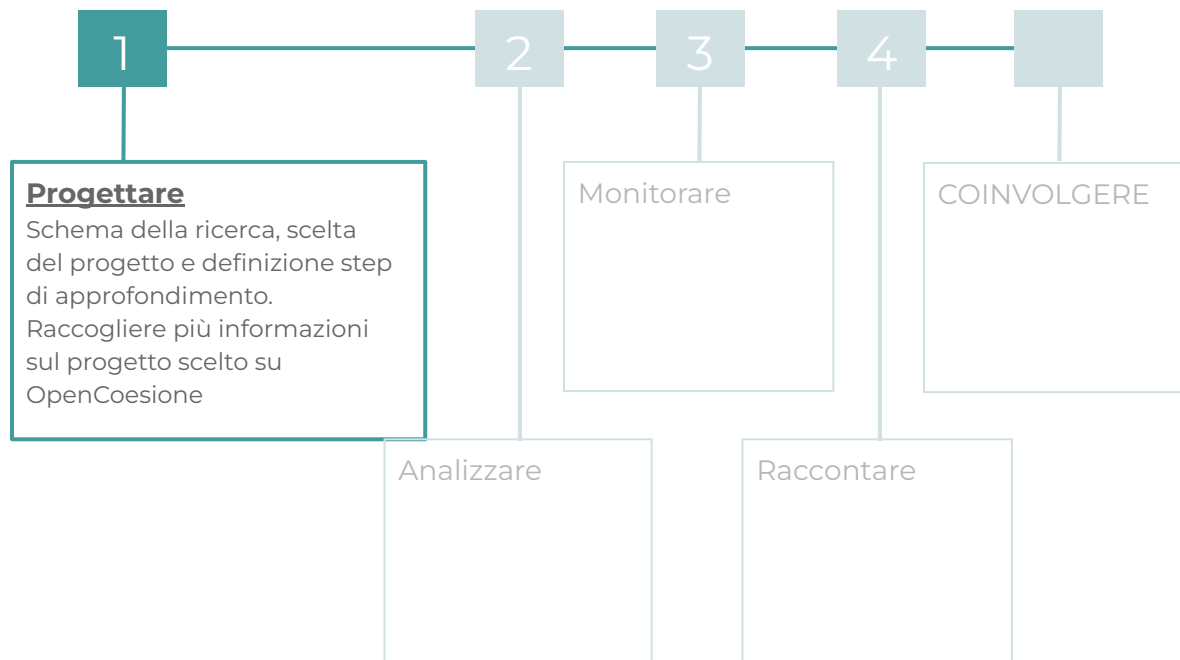 1
2
3
4
Progettare
Schema della ricerca, scelta
del progetto e definizione step
di approfondimento.
Raccogliere più informazioni
sul progetto scelto su
OpenCoesione
Monitorare
COINVOLGERE
Analizzare
Raccontare